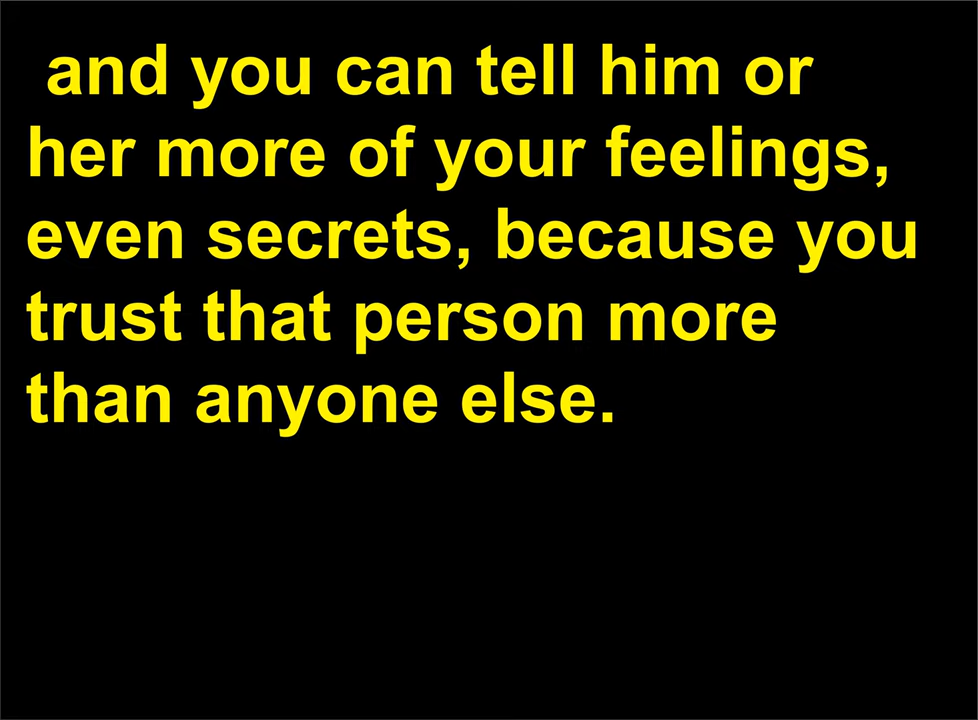 and you can tell him or
her more of your feelings,
even secrets, because you
trust that person more
than anyone else.